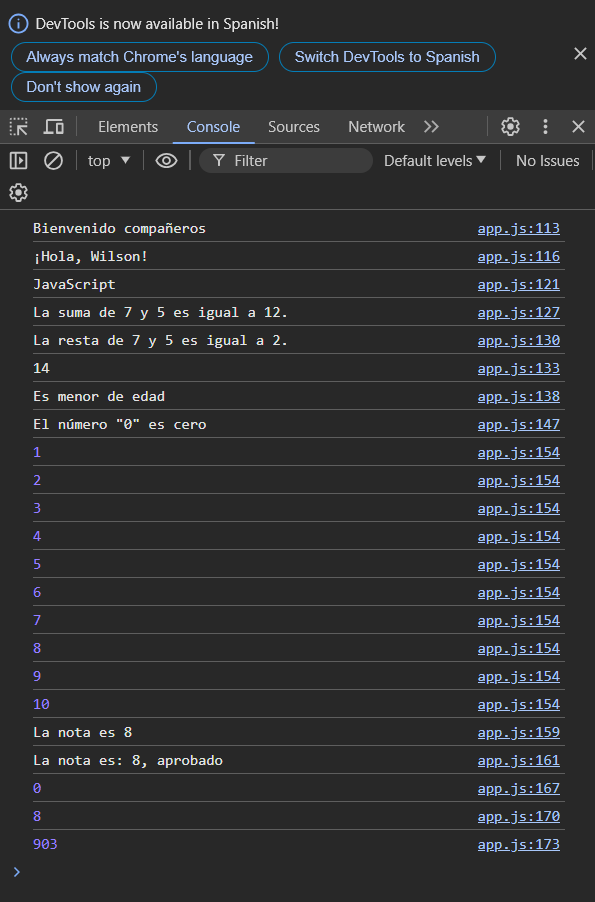 DevTools is now available in Spanish!
Always match Chrome's language Switch DevTools to Spanish
Don't show again
Elements Console Sources Network
top Filter Default levels No Issues
Bienvenido compañeros app.js:113
¡Hola, Wilson! app.js:116
JavaScript app.js:121
La suma de 7 y 5 es igual a 12. app.js:127
La resta de 7 y 5 es igual a 2. app.js:130
14 app.js:133
Es menor de edad app.js:138
El número "0" es cero app.js:147
1 app.js:154
2 app.js:154
3 app.js:154
4 app.js:154
5 app.js:154
6 app.js:154
7 app.js:154
8 app.js:154
9 app.js:154
10 app.js:154
La nota es 8 app.js:159
La nota es: 8, aprobado app.js:161
0 app.js:167
8 app.js:170
903 app.js:173